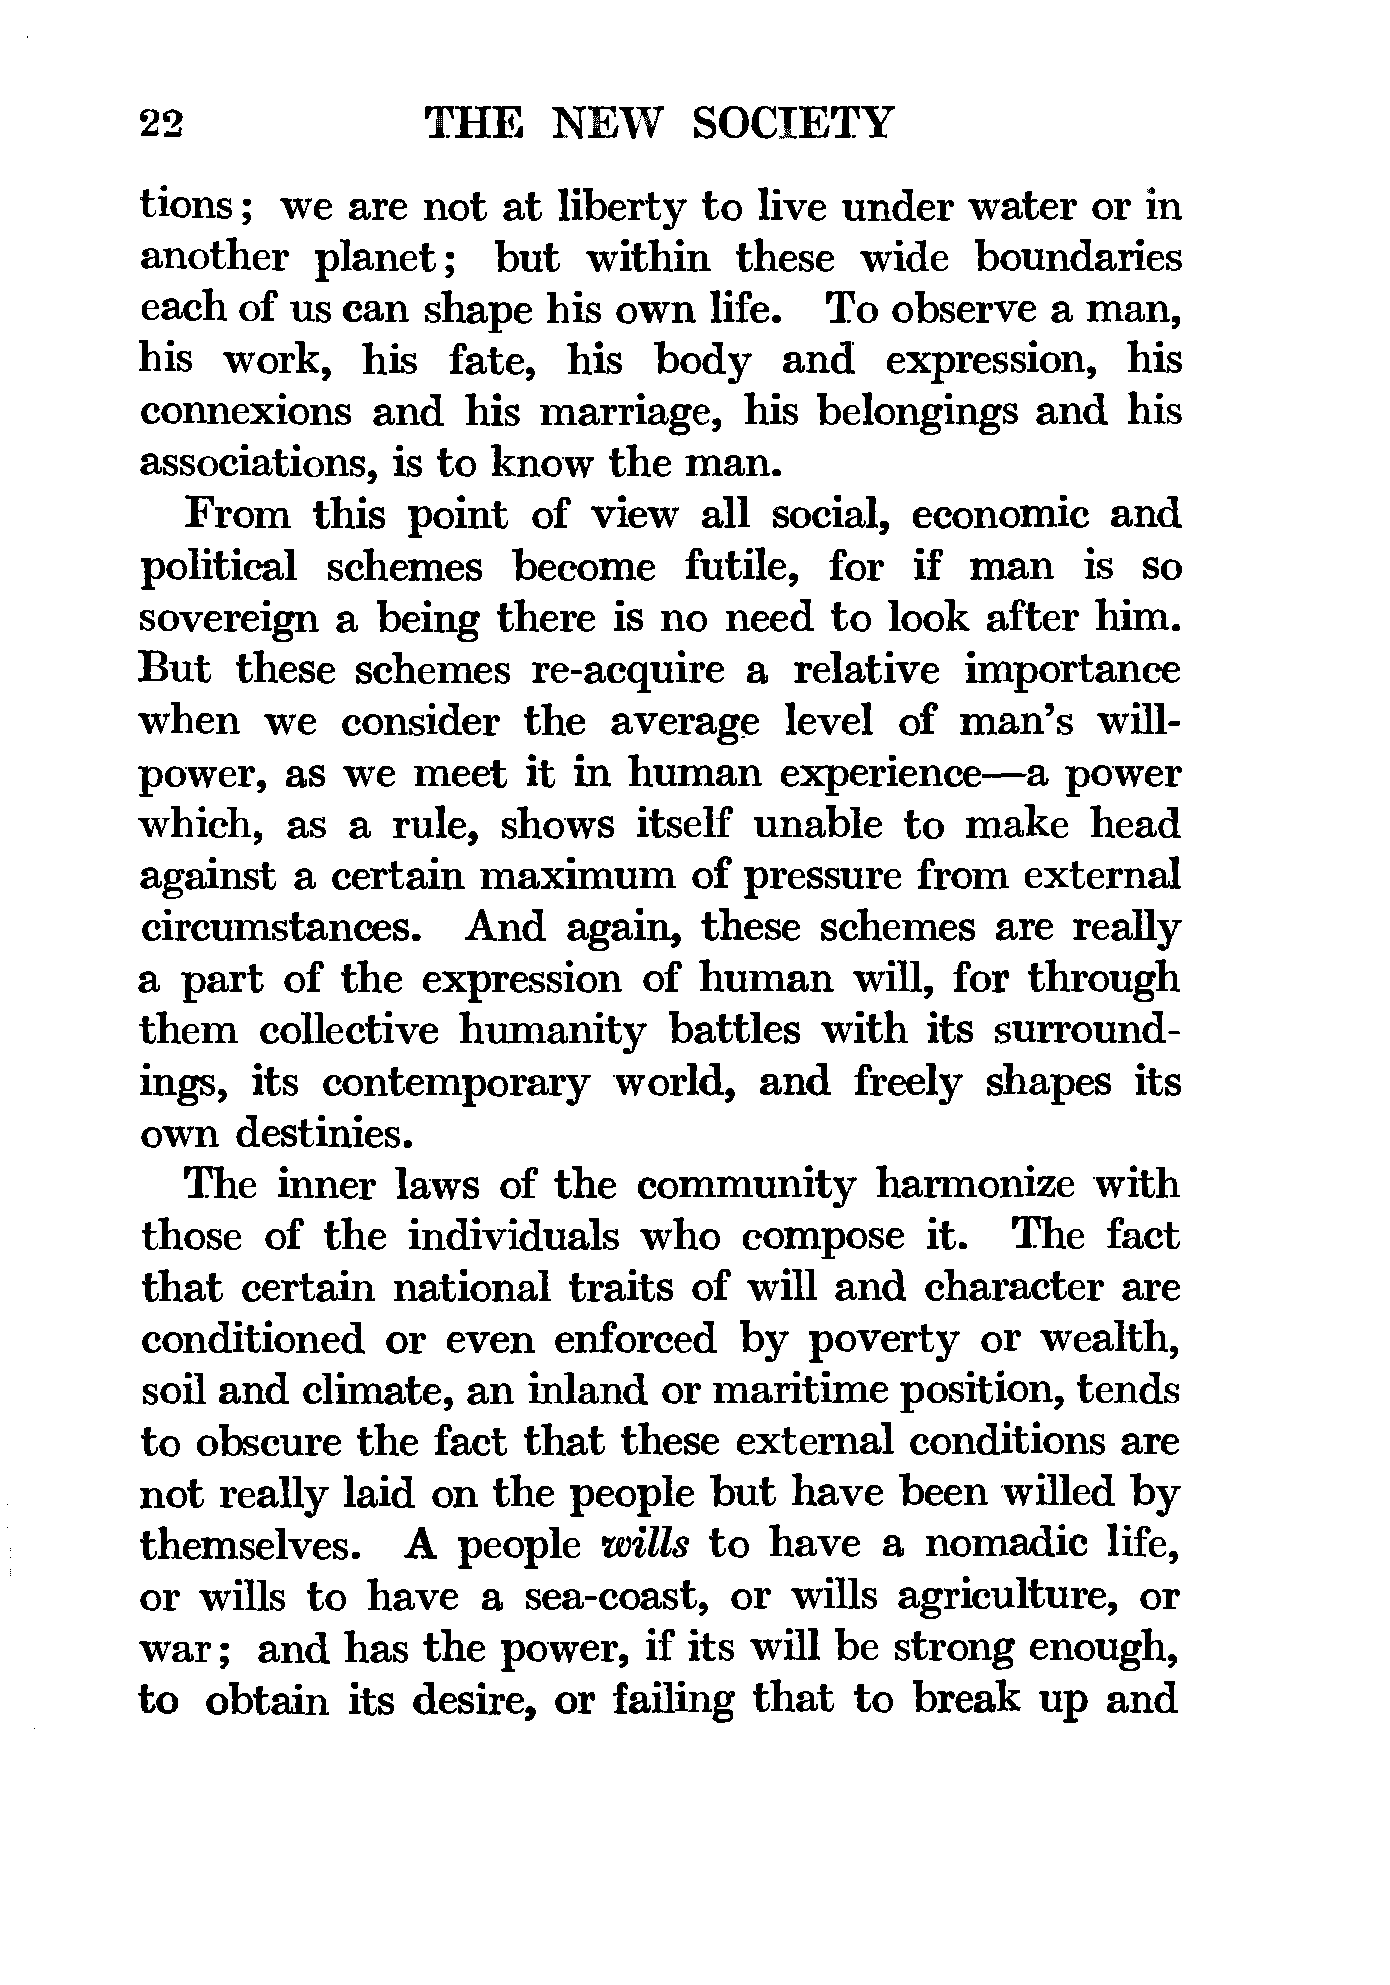 22 THE NEW SOCIETY
tions; we are not at liberty to live under water or in
another planet; but within these wide boundaries
each of us can shape his own life. To observe a man,
his work, his fate, his body and expression, his
connexions and his marriage, his belongings and his
associations, is to know the man.
From this point of view all social, economic and
political schemes become futile, for if man is so
sovereign a being there is no need to look after him.
But these schemes re-acquire a relative importance
when we consider the average level of man's will-
power, as we meet it in human experience—a power
which, as a rule, shows itself unable to make head
against a certain maximum of pressure from external
circumstances. And again, these schemes are really
a part of the expression of human will, for through
them collective humanity battles with its surround-
ings, its contemporary world, and freely shapes its
own destinies.
The inner laws of the community harmonize with
those of the individuals who compose it. The fact
that certain national traits of will and character are
conditioned or even enforced by poverty or wealth,
soil and climate, an inland or maritime position, tends
to obscure the fact that these external conditions are
not really laid on the people but have been willed by
themselves. A people wills to have a nomadic life,
or wills to have a sea-coast, or wills agriculture, or
war; and has the power, if its will be strong enough,
to obtain its desire, or failing that to break up and